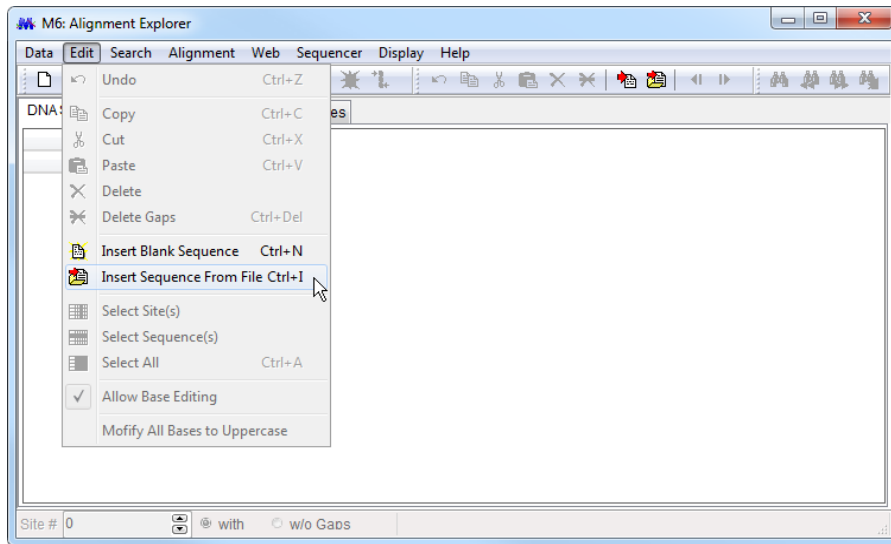 M6: Alignment Explorer
Data Edit Search Alignment Web Sequencer Display Help
Undo Ctrl+Z
DNA es
Copy Ctrl+C
Cut Ctrl+X
Paste Ctrl+V
Delete
Delete Gaps Ctrl+Del
Insert Blank Sequence Ctrl+N
Insert Sequence From File Ctrl+I
Select Site(s)
Select Sequence(s)
Select All Ctrl+A
Allow Base Editing
Mofify All Bases to Uppercase
Site # 0 with w/o Gaps